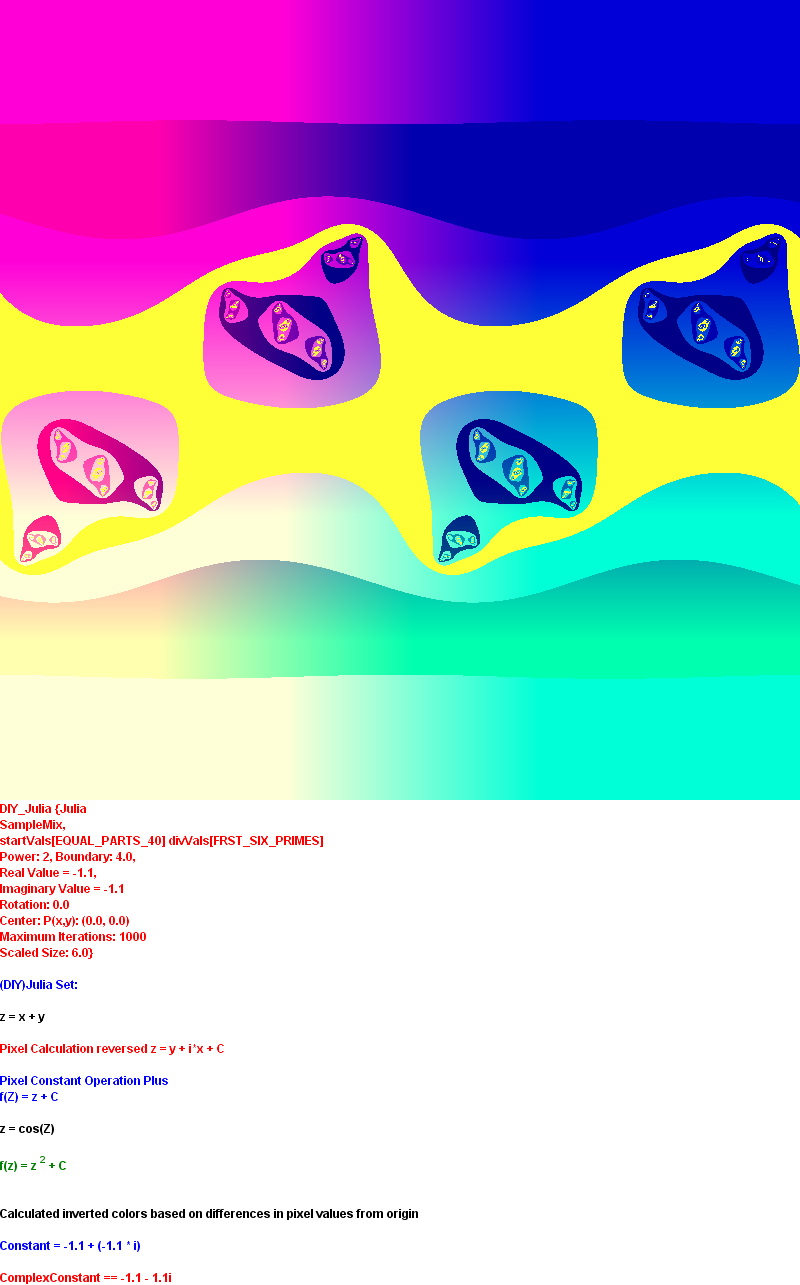 DIY_Julia {Julia
SampleMix,
startVals[EQUAL_PARTS_40] divVals[FRST_SIX_PRIMES]
Power: 2, Boundary: 4.0,
Real Value = -1.1,
Imaginary Value = -1.1
Rotation: 0.0
Center: P(x,y): (0.0, 0.0)
Maximum Iterations: 1000
Scaled Size: 6.0}
(DIY)Julia Set:
z = x + y
Pixel Calculation reversed z = y + i*x + C
Pixel Constant Operation Plus
f(Z) = z + C
z = cos(Z)
f(z) = z 2 + C
Calculated inverted colors based on differences in pixel values from origin
Constant = -1.1 + (-1.1 * i)
ComplexConstant == -1.1 - 1.1i